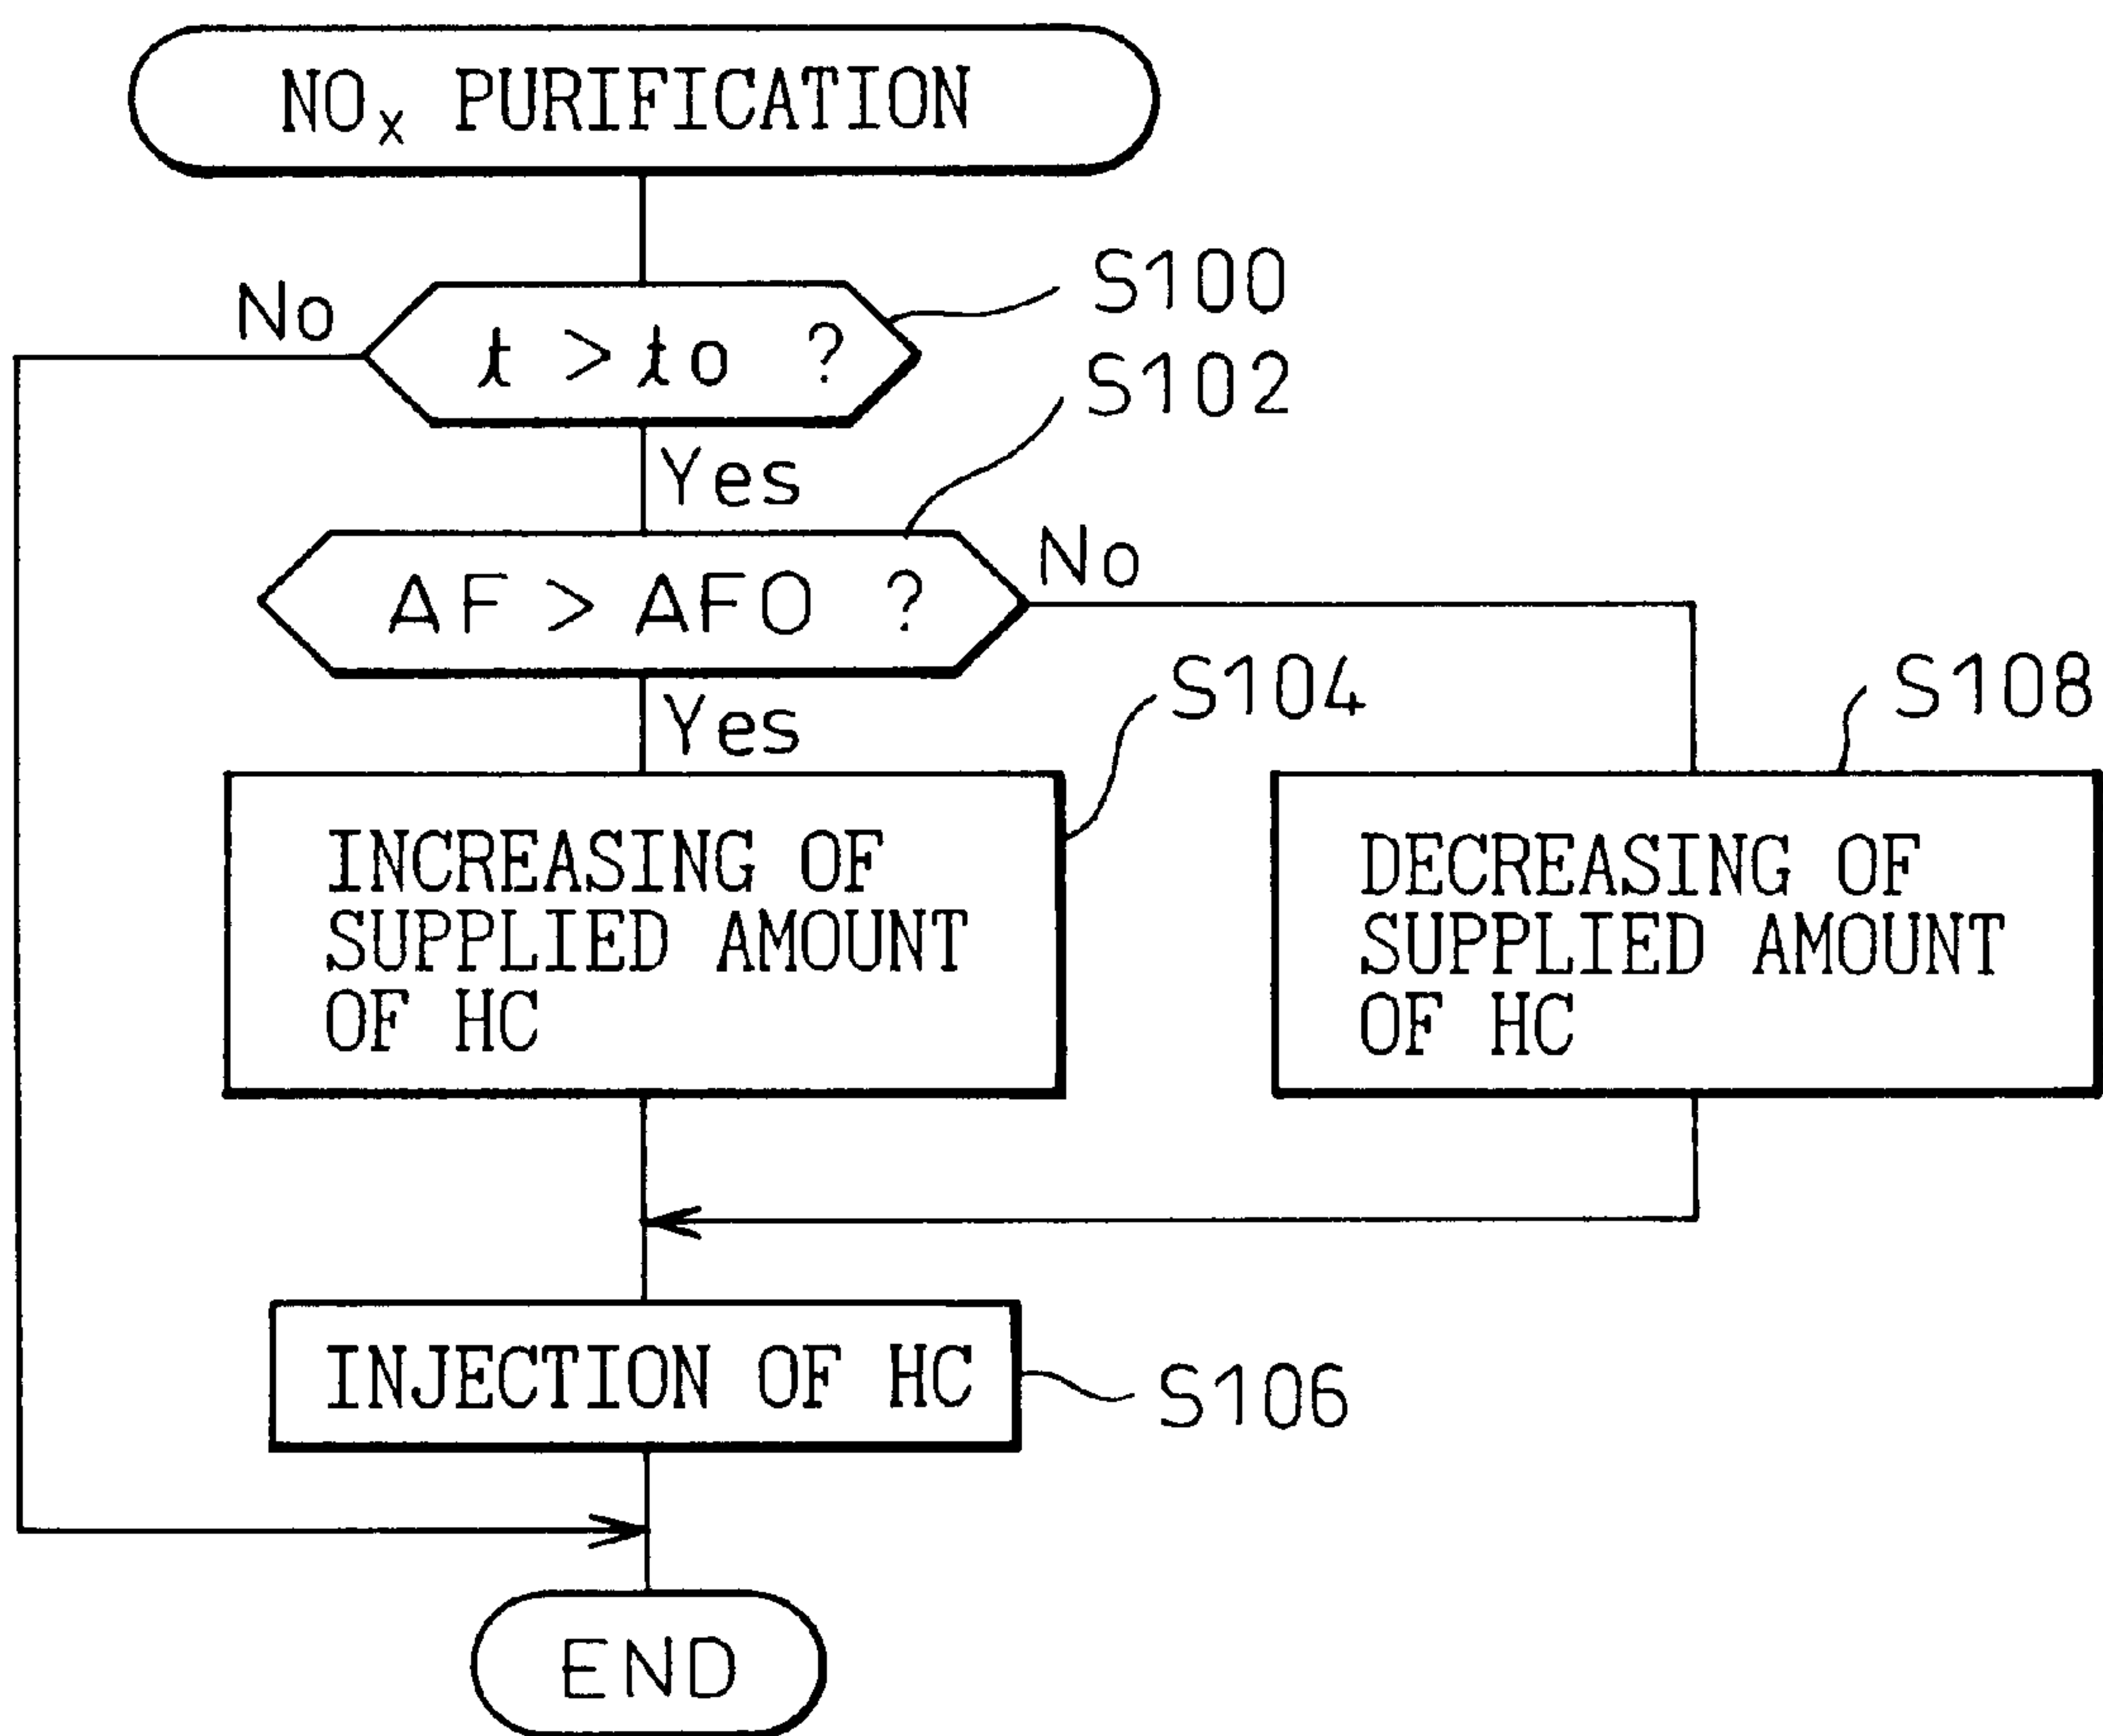 NOx PURIFICATION
S100
No
t > to ?
S102
Yes
No
AF > AFO ?
S104
S108
Yes
INCREASING OF
SUPPLIED AMOUNT
OF HC
DECREASING OF
SUPPLIED AMOUNT
OF HC
INJECTION OF HC
S106
END